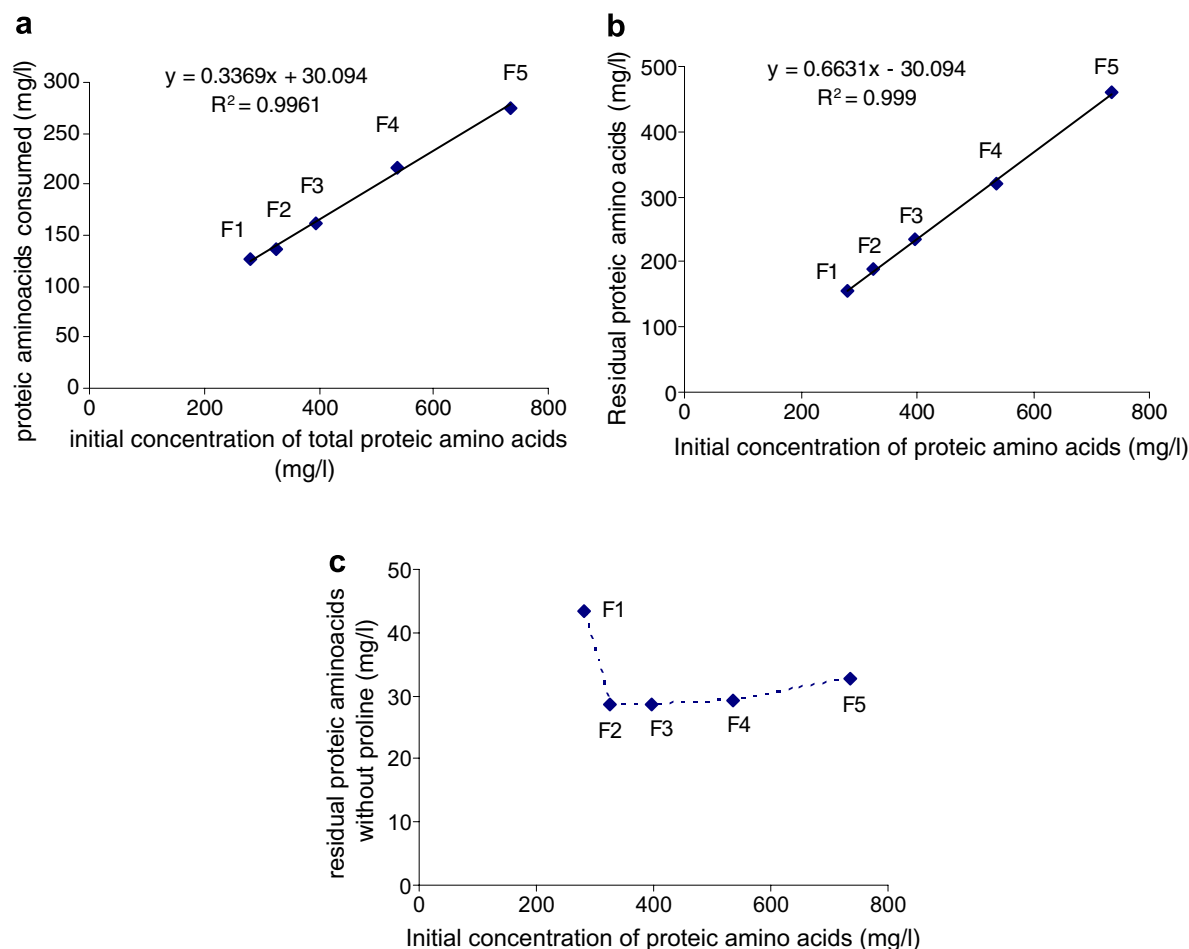 a
y = 0.3369x + 30.094
R² = 0.9961
proteic aminoacids consumed (mg/l)
300
250
200
150
100
50
0
F1
F2
F3
F4
F5
0 200 400 600 800
initial concentration of total proteic amino acids
(mg/l)
b
y = 0.6631x - 30.094
R² = 0.999
Residual proteic amino acids (mg/l)
500
400
300
200
100
0
F1
F2
F3
F4
F5
0 200 400 600 800
Initial concentration of proteic amino acids (mg/l)
c
residual proteic aminoacids
without proline (mg/l)
50
40
30
20
10
0
F1
F2
F3
F4
F5
0 200 400 600 800
Initial concentration of proteic amino acids (mg/l)